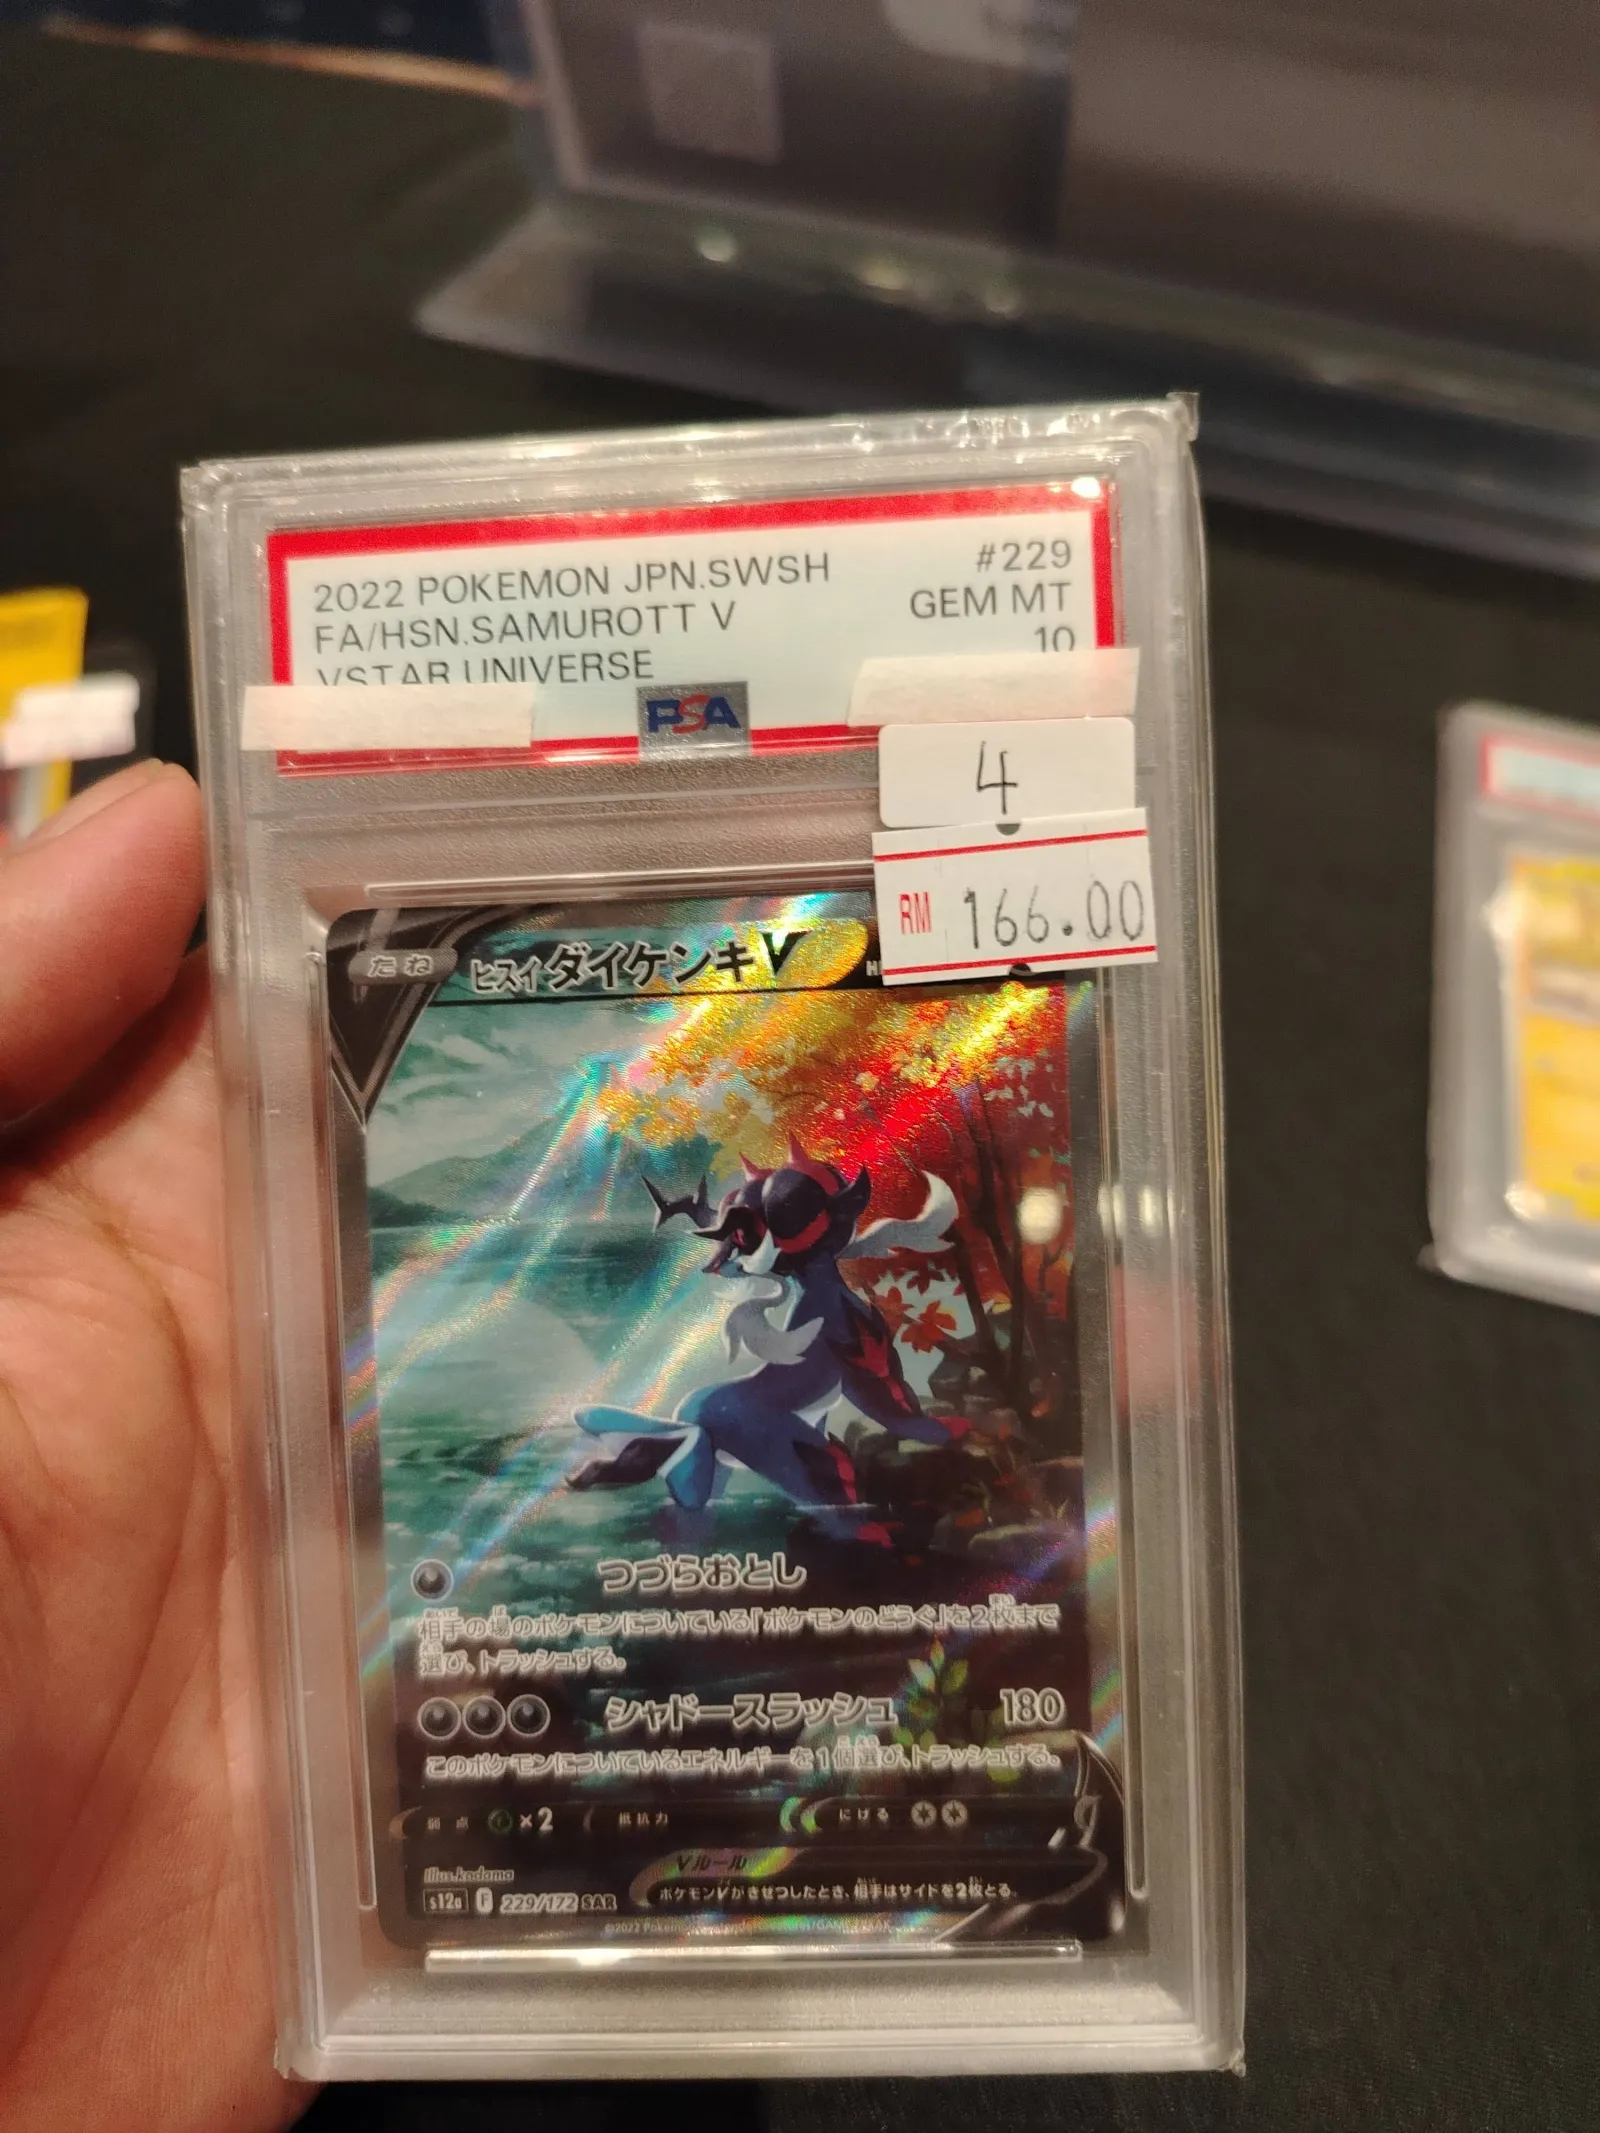 2022 POKEMON JPN.SWSH #229
FA/HSN.SAMUROTT V GEM MT
VSTAR UNIVERSE 10
PSA
4
RM 166.00
たね ヒスイ ダイケンキV
つづらおとし
相手の場のポケモンについている「ポケモンのどうぐ」を2枚まで
選び、トラッシュする。
シャドースラッシュ 180
このポケモンについているエネルギーを1個選び、トラッシュする。
弱点 ×2 抵抗力 にげる
Vルール
Illus.kodama
s12a F 229/172 SAR ポケモンVがきぜつしたとき、相手はサイドを2枚とる。
©2022 Pokémon